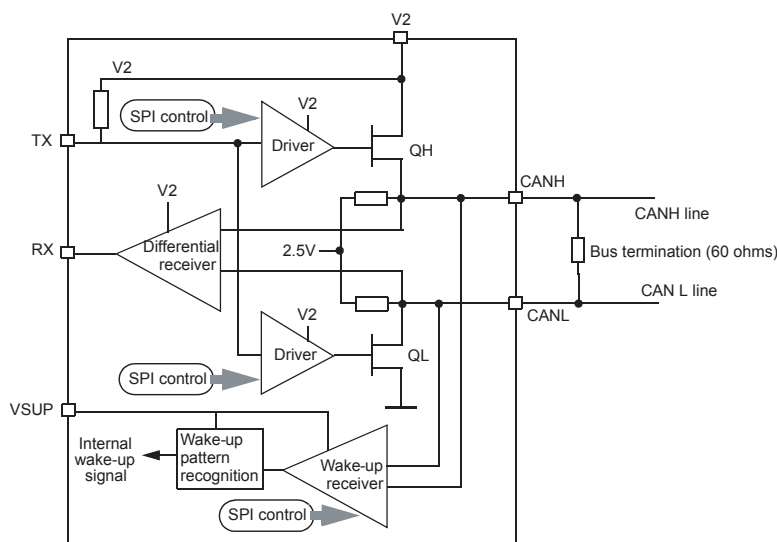 V2
V2
SPI control
V2
TX
Driver
QH
CANH
V2
CANH line
RX
Differential
receiver
2.5V
Bus termination (60 ohms)
CAN L line
V2
CANL
Driver
QL
SPI control
VSUP
Internal
wake-up
signal
Wake-up
pattern
recognition
Wake-up
receiver
SPI control